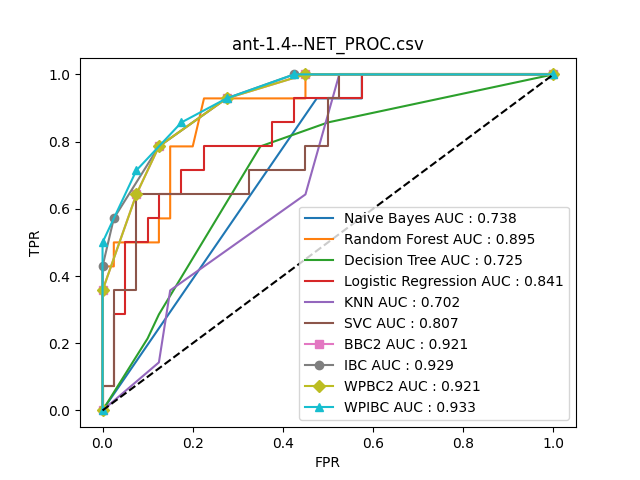 ant-1.4--NET_PROC.csv
1.0
0.8
0.6
0.4
0.2
0.0
TPR
Naive Bayes AUC : 0.738
Random Forest AUC : 0.895
Decision Tree AUC : 0.725
Logistic Regression AUC : 0.841
KNN AUC : 0.702
SVC AUC : 0.807
BBC2 AUC : 0.921
IBC AUC : 0.929
WPBC2 AUC : 0.921
WPIBC AUC : 0.933
0.0 0.2 0.4 0.6 0.8 1.0
FPR